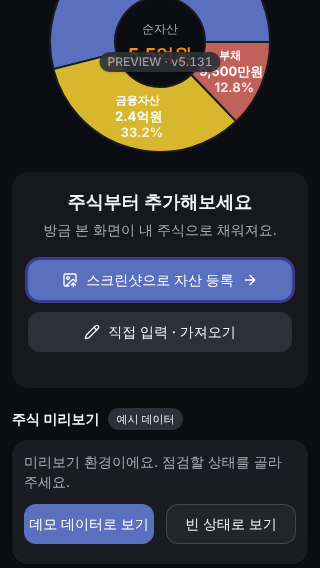 순자산
5.5억원
PREVIEW · v5.131
부채
9,500만원
12.8%
금융자산
2.4억원
33.2%
주식부터 추가해보세요
방금 본 화면이 내 주식으로 채워져요.
스크린샷으로 자산 등록
직접 입력 · 가져오기
주식 미리보기
예시 데이터
미리보기 환경이에요. 점검할 상태를 골라
주세요.
데모 데이터로 보기
빈 상태로 보기